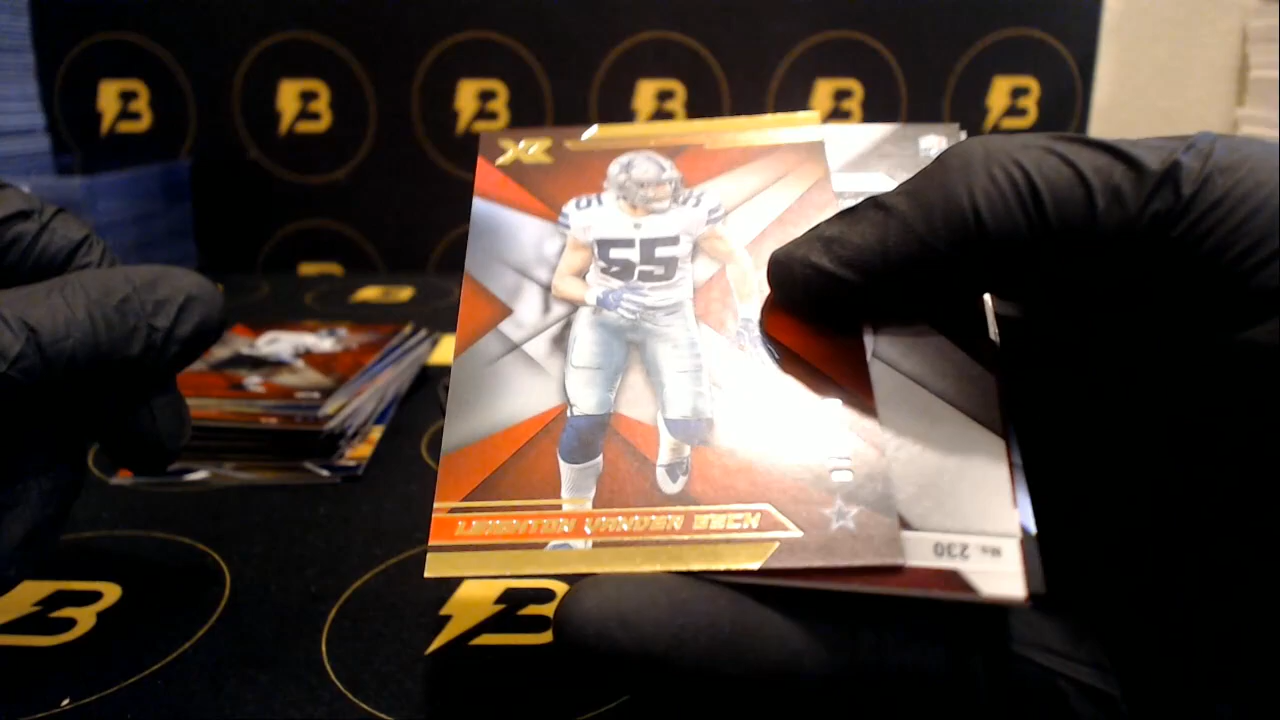 B B B B B B
XR
55
LEIGHTON VANDER ESCH
No. 230
B B